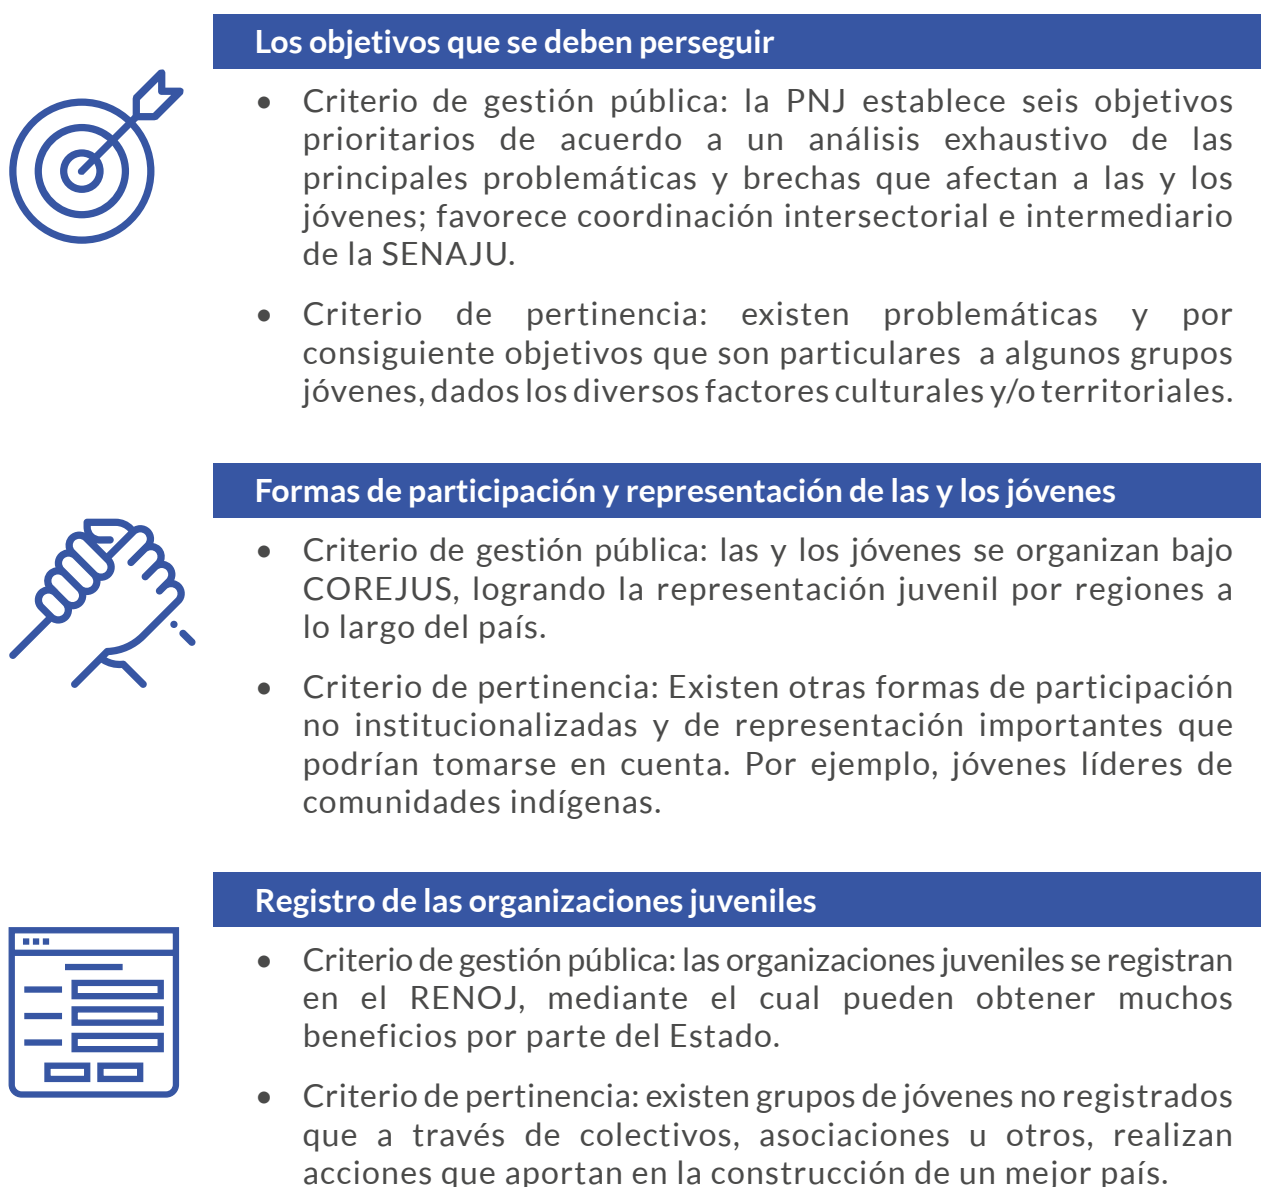 Los objetivos que se deben perseguir
• Criterio de gestión pública: la PNJ establece seis objetivos
prioritarios de acuerdo a un análisis exhaustivo de las
principales problemáticas y brechas que afectan a las y los
jóvenes; favorece coordinación intersectorial e intermediario
de la SENAJU.
• Criterio de pertinencia: existen problemáticas y por
consiguiente objetivos que son particulares a algunos grupos
jóvenes, dados los diversos factores culturales y/o territoriales.
Formas de participación y representación de las y los jóvenes
• Criterio de gestión pública: las y los jóvenes se organizan bajo
COREJUS, logrando la representación juvenil por regiones a
lo largo del país.
• Criterio de pertinencia: Existen otras formas de participación
no institucionalizadas y de representación importantes que
podrían tomarse en cuenta. Por ejemplo, jóvenes líderes de
comunidades indígenas.
Registro de las organizaciones juveniles
• Criterio de gestión pública: las organizaciones juveniles se registran
en el RENOJ, mediante el cual pueden obtener muchos
beneficios por parte del Estado.
• Criterio de pertinencia: existen grupos de jóvenes no registrados
que a través de colectivos, asociaciones u otros, realizan
acciones que aportan en la construcción de un mejor país.